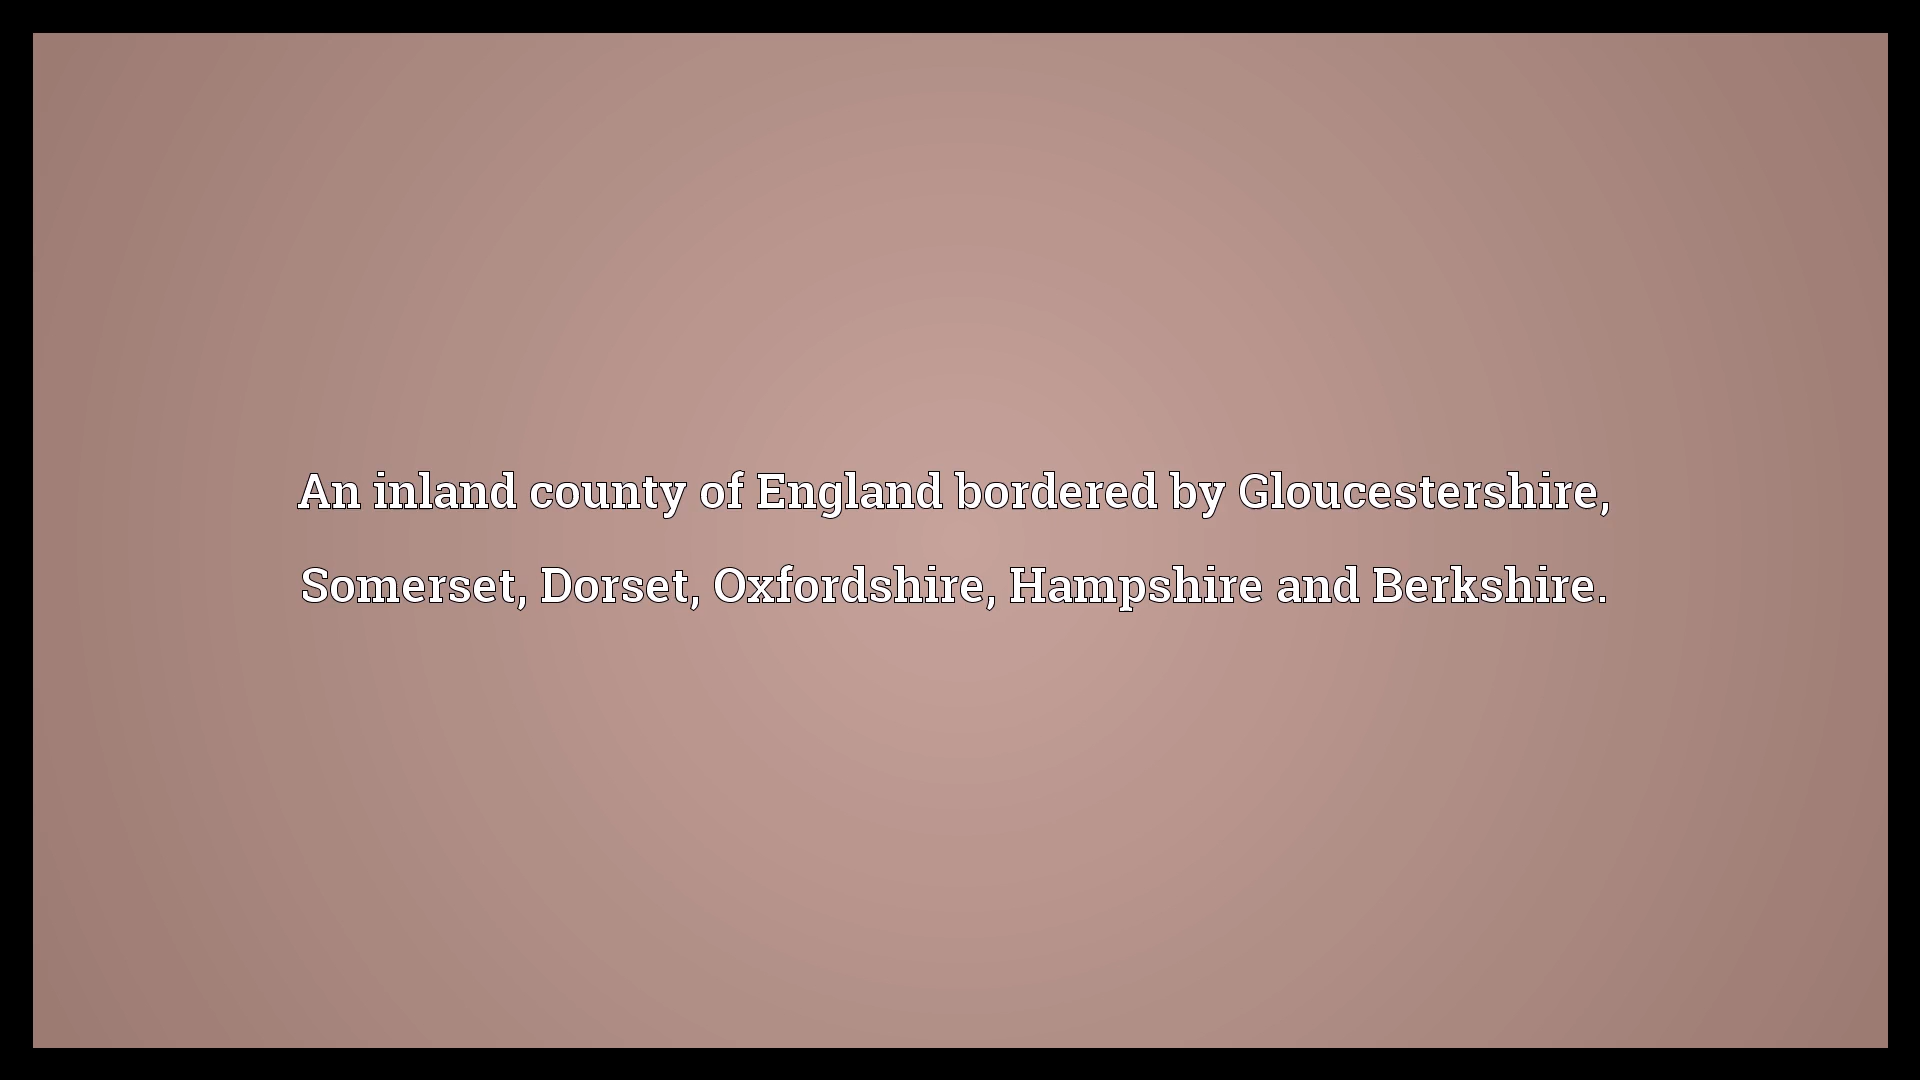 An inland county of England bordered by Gloucestershire,
Somerset, Dorset, Oxfordshire, Hampshire and Berkshire.